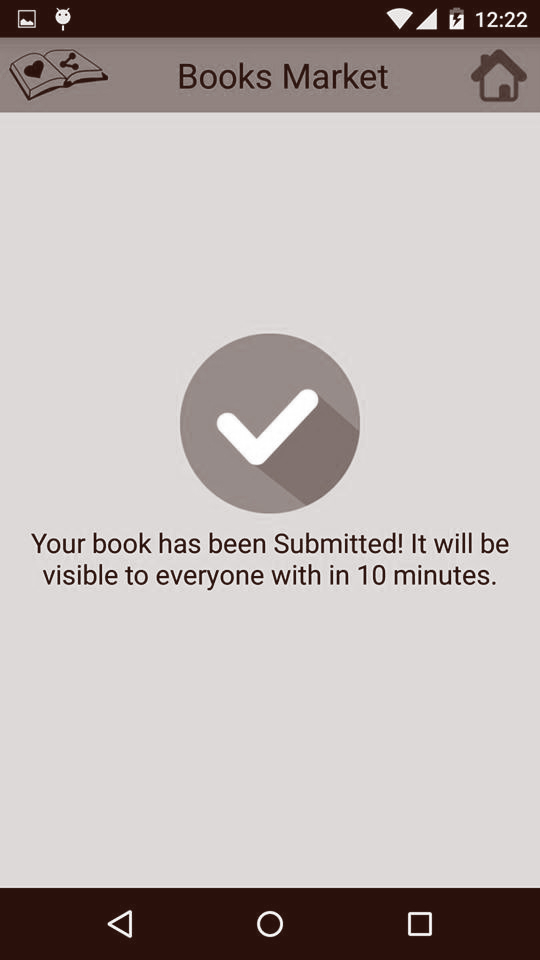 12:22
Books Market
Your book has been Submitted! It will be
visible to everyone with in 10 minutes.